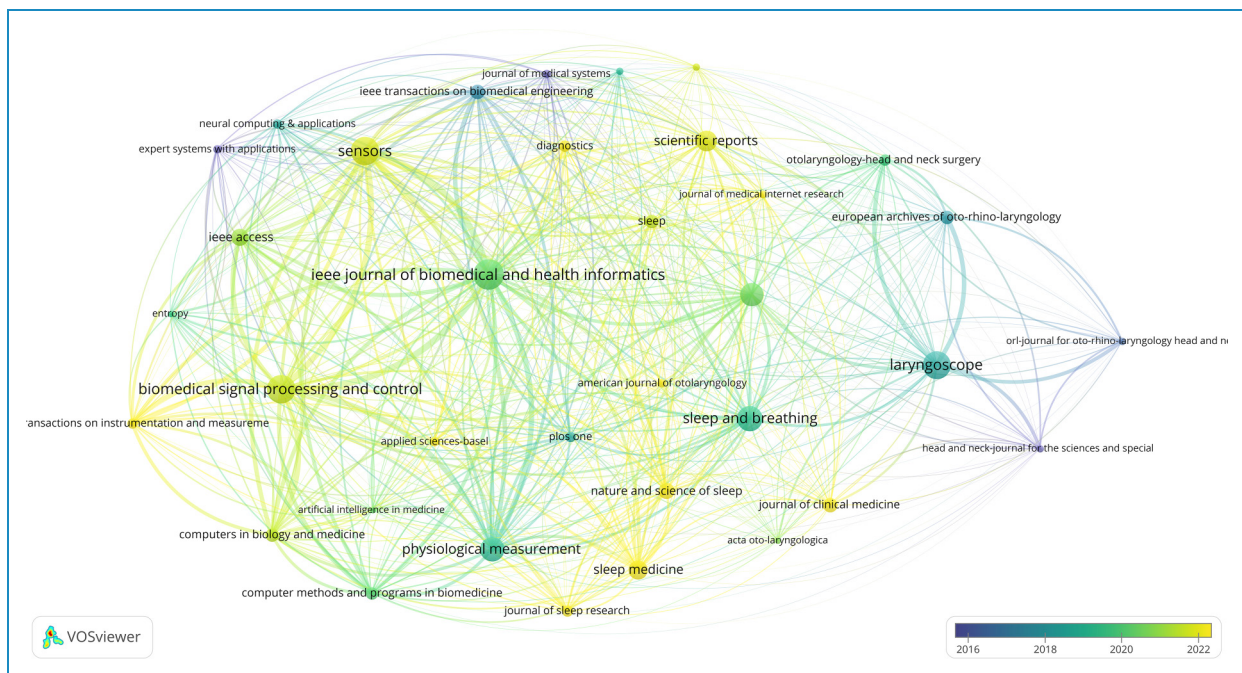 journal of medical systems
ieee transactions on biomedical engineering
neural computing & applications
expert systems with applications
sensors
diagnostics
scientific reports
otolaryngology-head and neck surgery
journal of medical internet research
european archives of oto-rhino-laryngology
sleep
ieee access
ieee journal of biomedical and health informatics
entropy
orl-journal for oto-rhino-laryngology head and ne
laryngoscope
american journal of otolaryngology
biomedical signal processing and control
sleep and breathing
transactions on instrumentation and measureme
applied sciences-basel
plos one
head and neck-journal for the sciences and special
nature and science of sleep
journal of clinical medicine
artificial intelligence in medicine
computers in biology and medicine
acta oto-laryngologica
physiological measurement
sleep medicine
computer methods and programs in biomedicine
journal of sleep research
VOSviewer
2016 2018 2020 2022